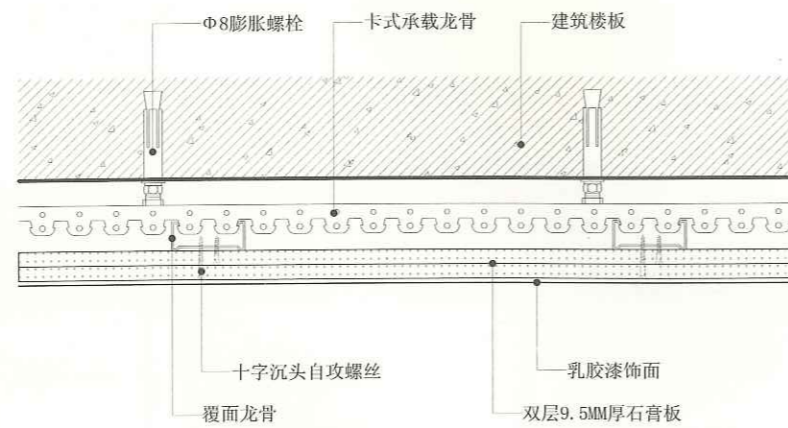 Φ8膨胀螺栓
卡式承载龙骨
建筑楼板
十字沉头自攻螺丝
乳胶漆饰面
覆面龙骨
双层9.5MM厚石膏板